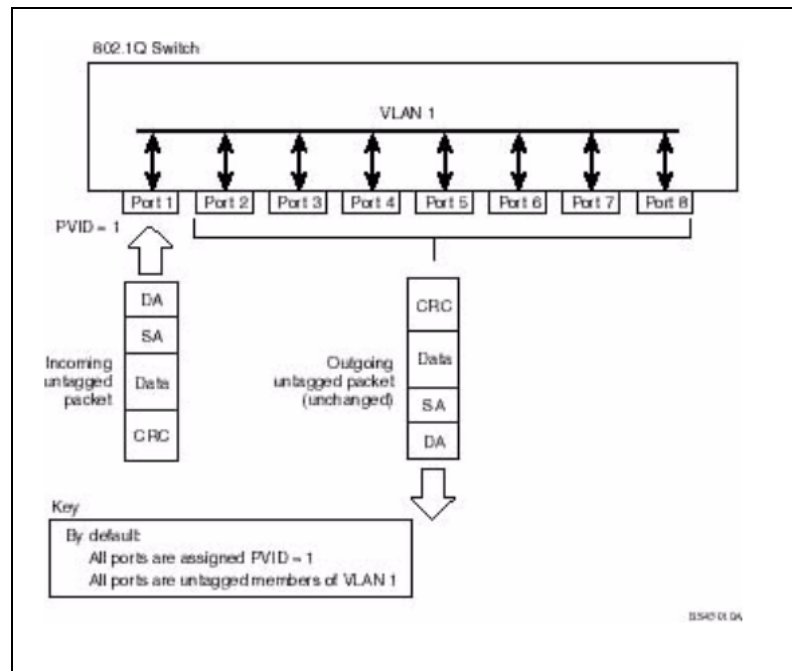 802.1Q Switch
VLAN 1
Port 1 Port 2 Port 3 Port 4 Port 5 Port 6 Port 7 Port 8
PVID = 1
DA
SA
Data
CRC
Incoming
untagged
packet
CRC
Data
SA
DA
Outgoing
untagged packet
(unchanged)
Key
By default:
All ports are assigned PVID = 1
All ports are untagged members of VLAN 1